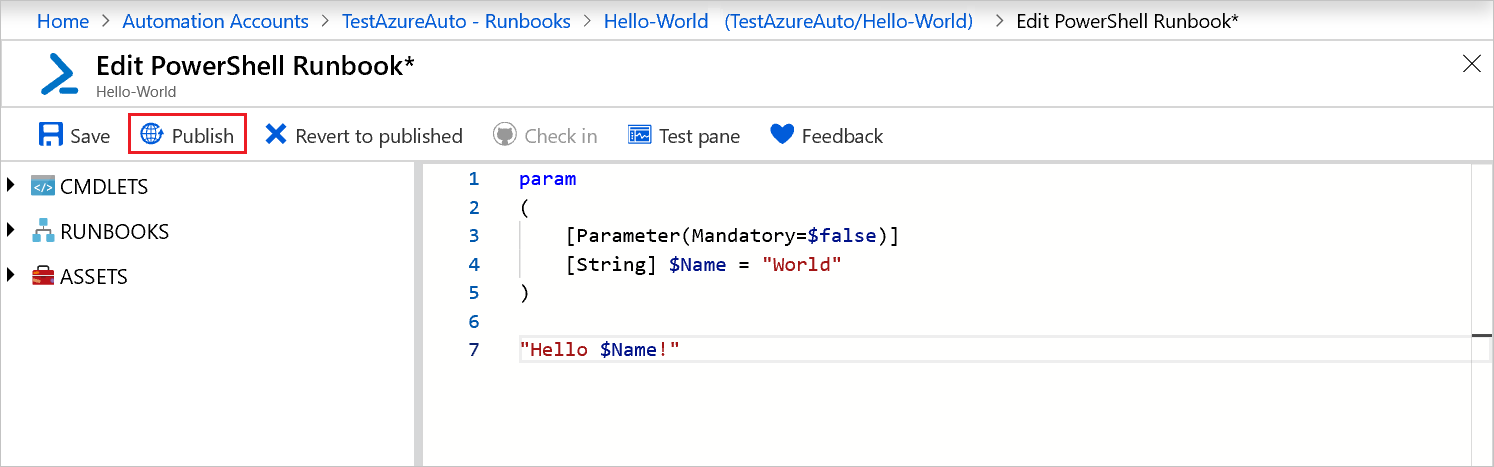 Home > Automation Accounts > TestAzureAuto - Runbooks > Hello-World (TestAzureAuto/Hello-World) > Edit PowerShell Runbook*
Edit PowerShell Runbook*
Hello-World
Save Publish Revert to published Check in Test pane Feedback
CMDLETS
RUNBOOKS
ASSETS
1 param
2 (
3 [Parameter(Mandatory=$false)]
4 [String] $Name = "World"
5 )
6
7 "Hello $Name!"